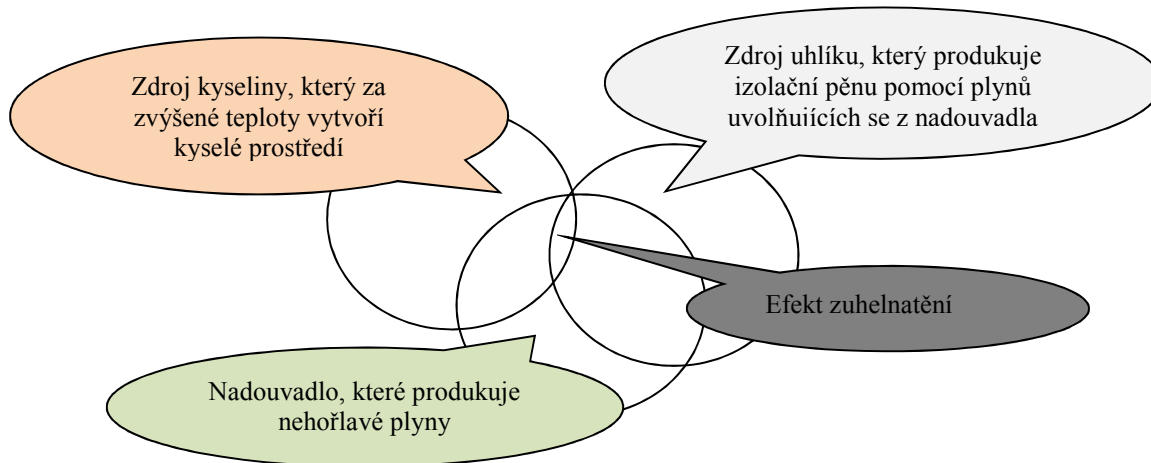 Zdroj kyseliny, který za
zvýšené teploty vytvoří
kyselé prostředí
Zdroj uhlíku, který produkuje
izolační pěnu pomocí plynů
uvolňuiících se z nadouvadla
Efekt zuhelnatění
Nadouvadlo, které produkuje
nehořlavé plyny